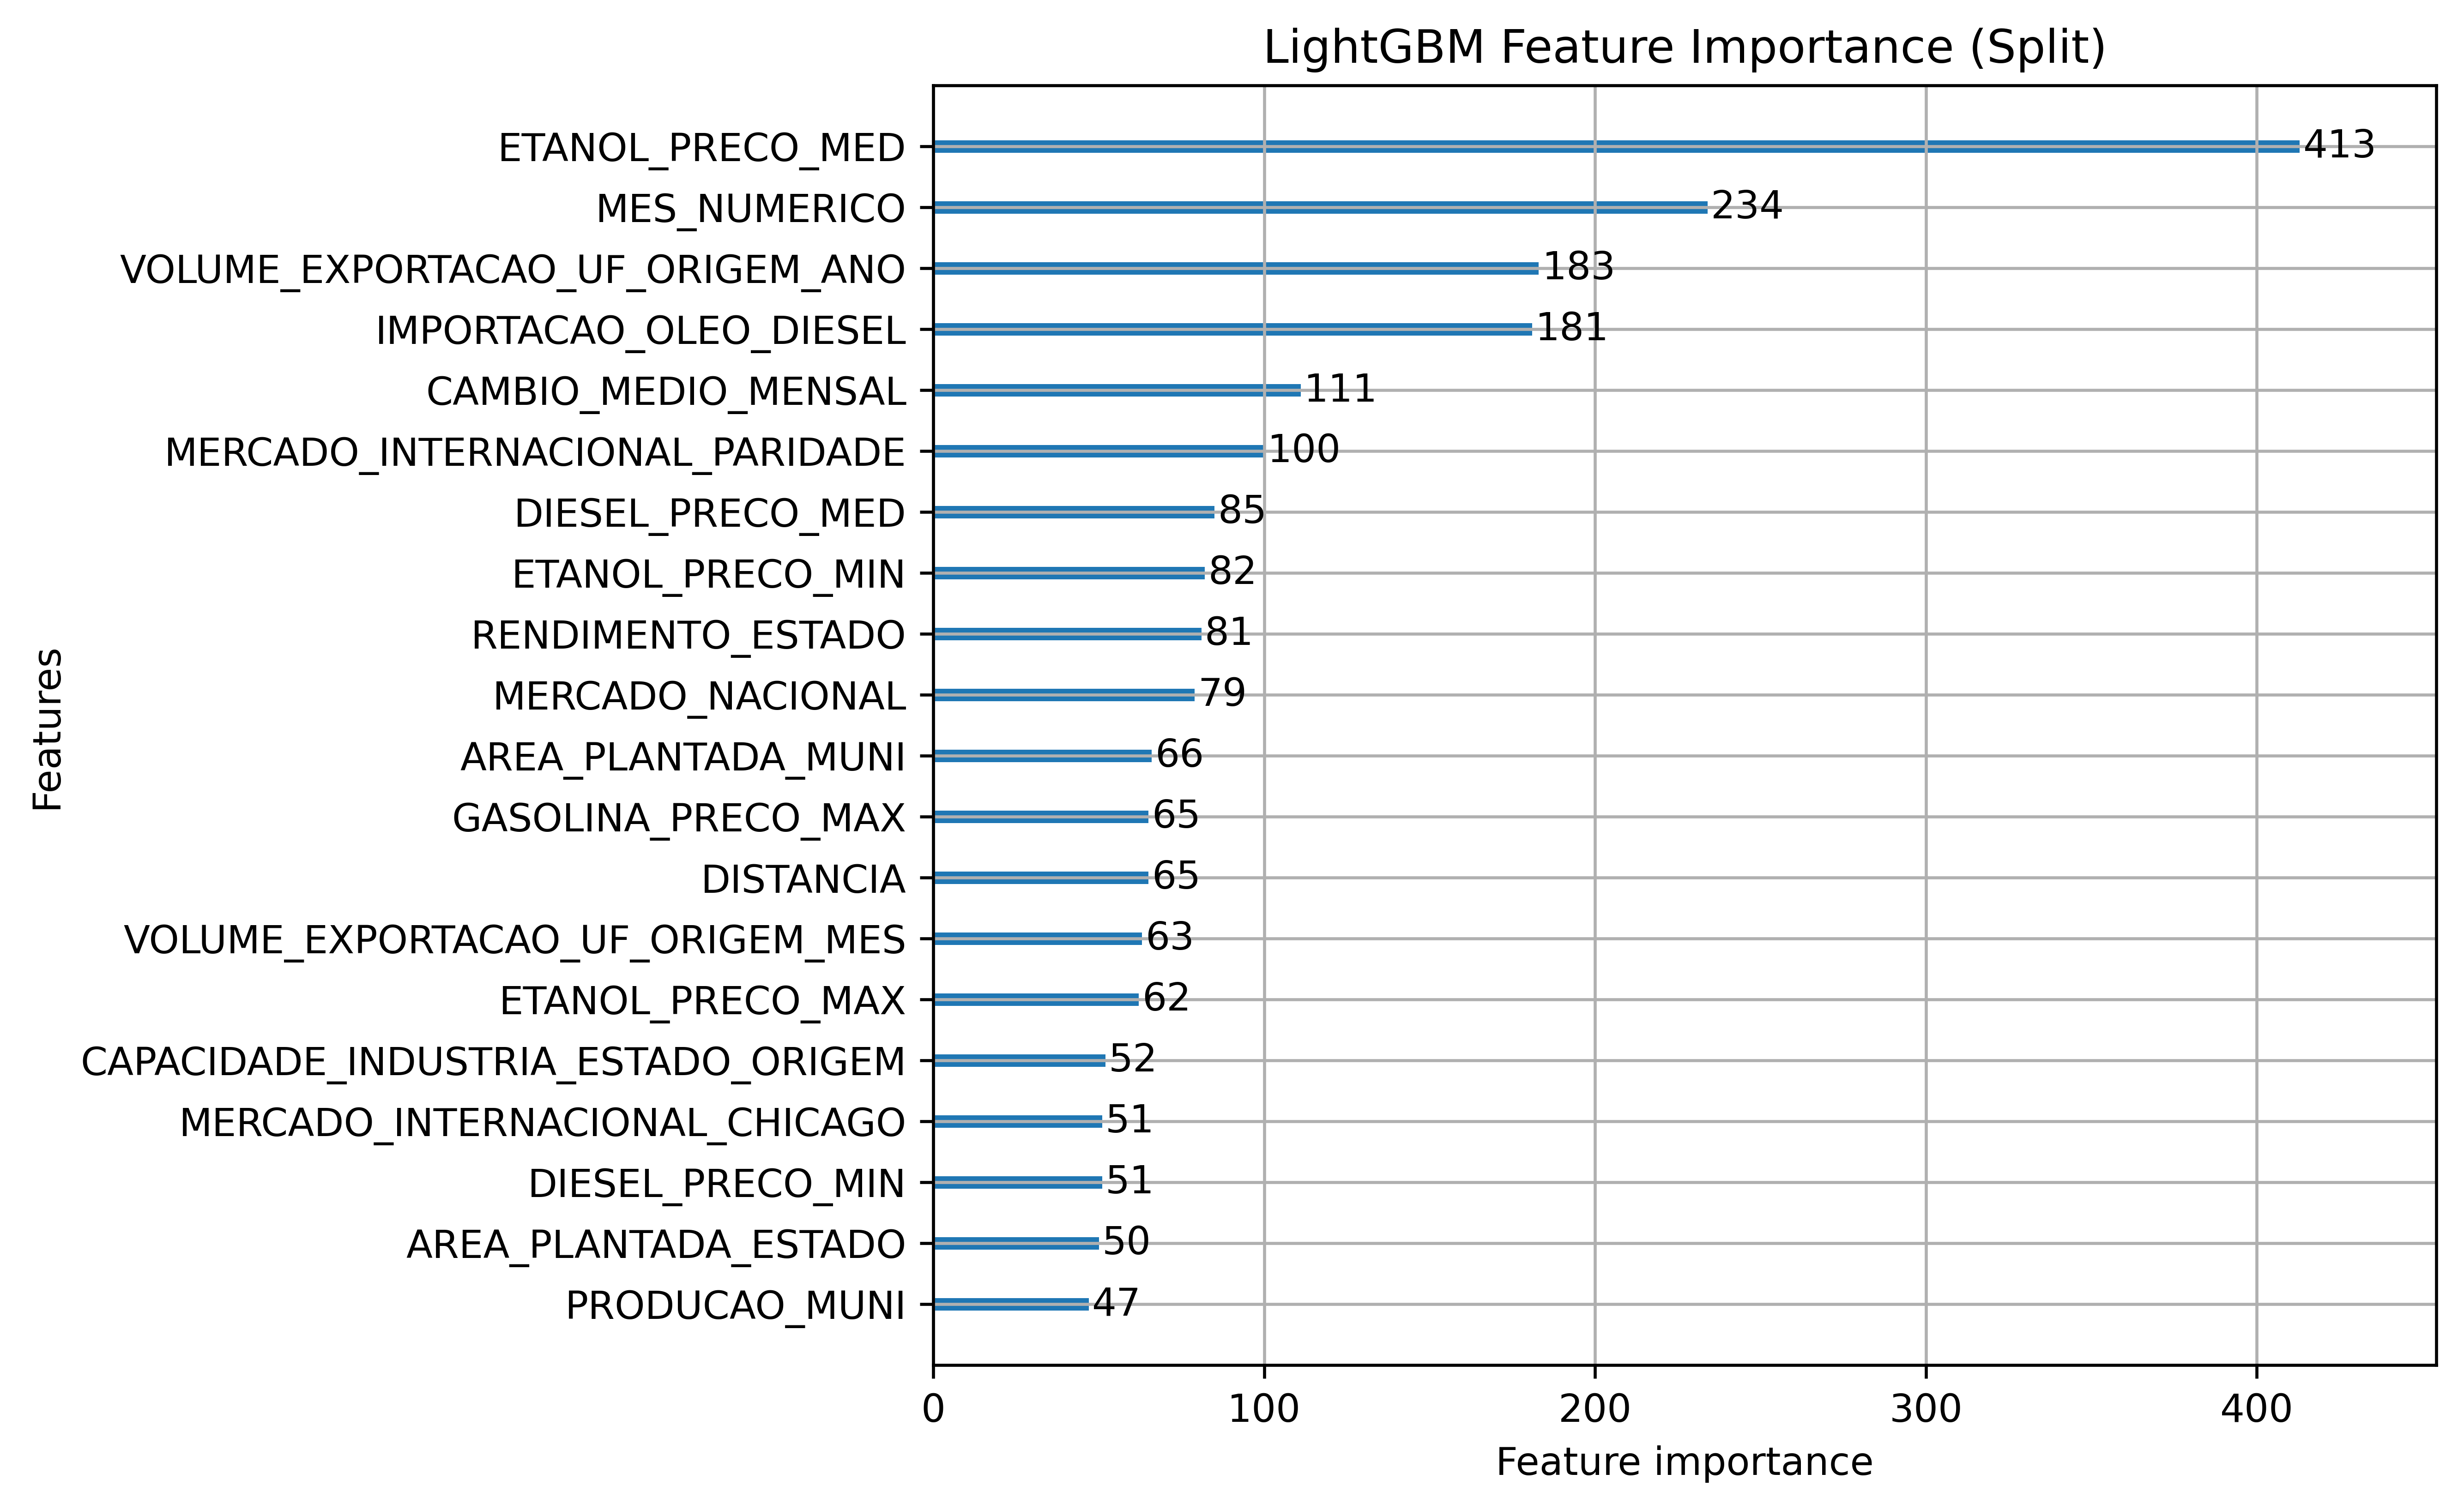 LightGBM Feature Importance (Split)
ETANOL_PRECO_MED 413
MES_NUMERICO 234
VOLUME_EXPORTACAO_UF_ORIGEM_ANO 183
IMPORTACAO_OLEO_DIESEL 181
CAMBIO_MEDIO_MENSAL 111
MERCADO_INTERNACIONAL_PARIDADE 100
DIESEL_PRECO_MED 85
ETANOL_PRECO_MIN 82
RENDIMENTO_ESTADO 81
MERCADO_NACIONAL 79
AREA_PLANTADA_MUNI 66
GASOLINA_PRECO_MAX 65
DISTANCIA 65
VOLUME_EXPORTACAO_UF_ORIGEM_MES 63
ETANOL_PRECO_MAX 62
CAPACIDADE_INDUSTRIA_ESTADO_ORIGEM 52
MERCADO_INTERNACIONAL_CHICAGO 51
DIESEL_PRECO_MIN 51
AREA_PLANTADA_ESTADO 50
PRODUCAO_MUNI 47
Features
0 100 200 300 400
Feature importance